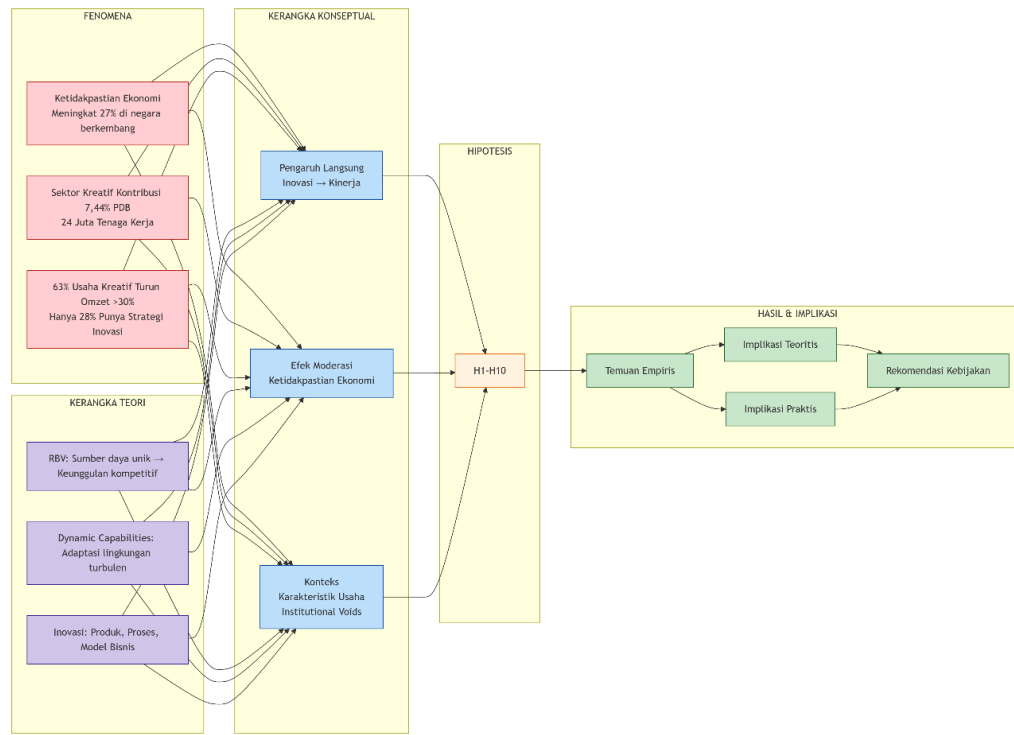 FENOMENA
Ketidakpastian Ekonomi
Meningkat 27% di negara
berkembang
Sektor Kreatif Kontribusi
7,44% PDB
24 Juta Tenaga Kerja
63% Usaha Kreatif Turun
Omzet >30%
Hanya 28% Punya Strategi
Inovasi
KERANGKA TEORI
RBV: Sumber daya unik →
Keunggulan kompetitif
Dynamic Capabilities:
Adaptasi lingkungan
turbulen
Inovasi: Produk, Proses,
Model Bisnis
KERANGKA KONSEPTUAL
Pengaruh Langsung
Inovasi → Kinerja
Efek Moderasi
Ketidakpastian Ekonomi
Konteks
Karakteristik Usaha
Institutional Voids
HIPOTESIS
H1-H10
HASIL & IMPLIKASI
Temuan Empiris
Implikasi Teoritis
Implikasi Praktis
Rekomendasi Kebijakan